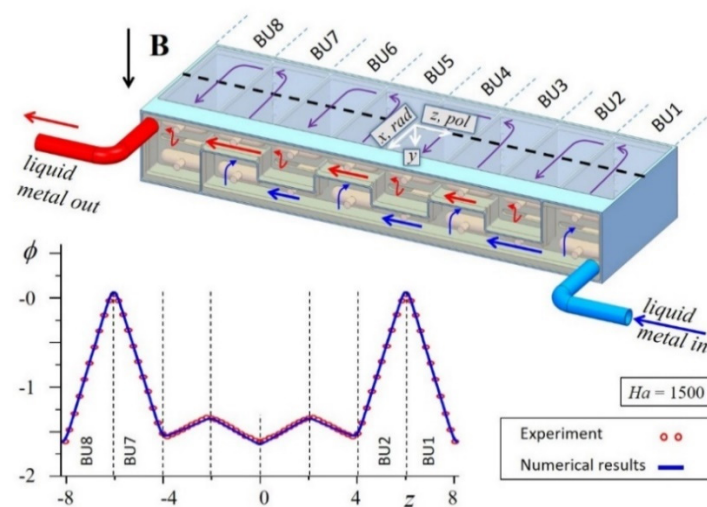 B
BU8
BU7
BU6
BU5
BU4
BU3
BU2
BU1
x, rad
z, pol
y
liquid
metal out
liquid
metal in
ϕ
-0
-1
-2
BU8
BU7
BU2
BU1
-8
-4
0
4
z
8
Ha = 1500
Experiment
Numerical results